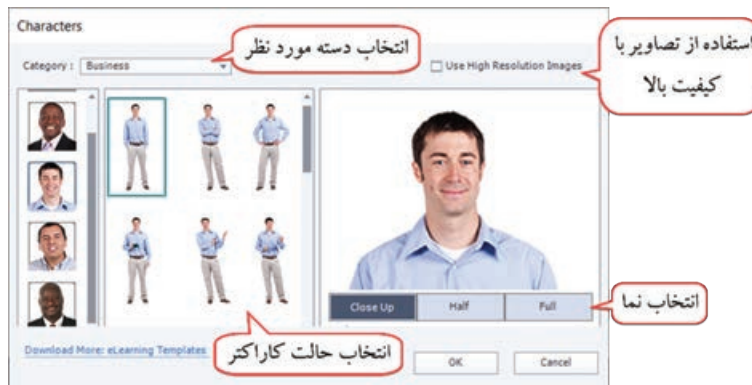 Characters
Category : Business
انتخاب دسته مورد نظر
Use High Resolution Images
استفاده از تصاویر با
کیفیت بالا
Close Up Half Full
انتخاب نما
انتخاب حالت کاراکتر
Download More: eLearning Templates
OK Cancel